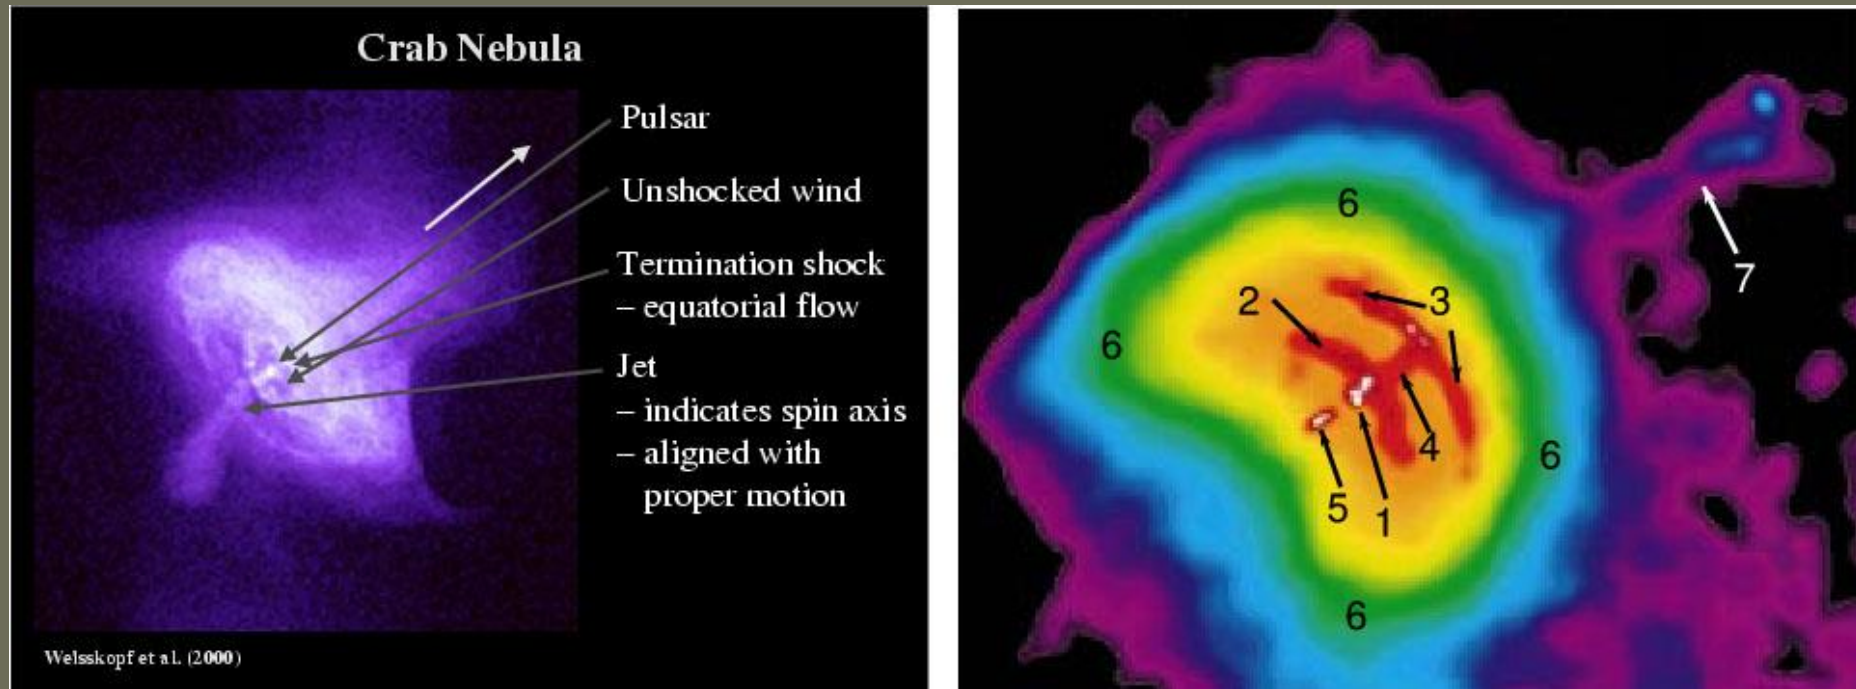 Crab Nebula
Pulsar
Unshocked wind
Termination shock
– equatorial flow
Jet
– indicates spin axis
– aligned with
proper motion
Weisskopf et al. (2000)
6
7
2
3
6
4
6
5
1
6